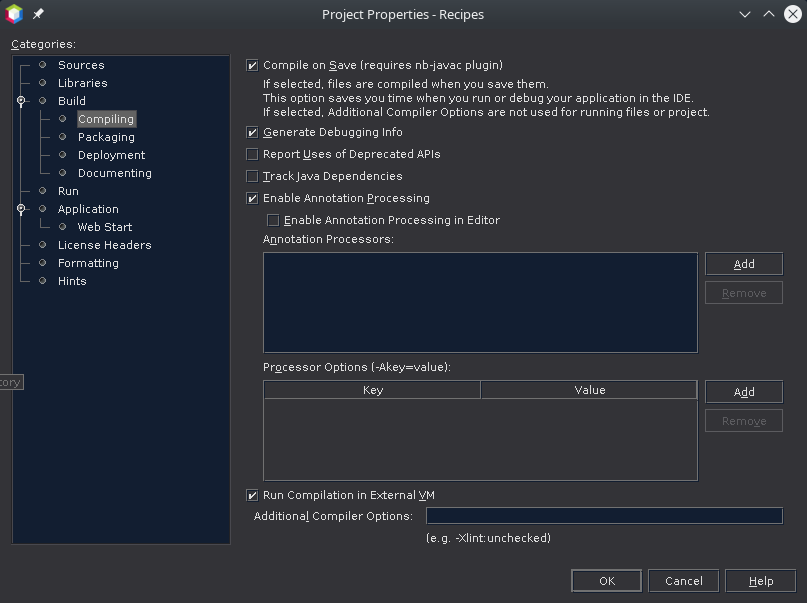 Project Properties - Recipes
Categories:
Sources
Libraries
Build
Compiling
Packaging
Deployment
Documenting
Run
Application
Web Start
License Headers
Formatting
Hints
tory
Compile on Save (requires nb-javac plugin)
If selected, files are compiled when you save them.
This option saves you time when you run or debug your application in the IDE.
If selected, Additional Compiler Options are not used for running files or project.
Generate Debugging Info
Report Uses of Deprecated APIs
Track Java Dependencies
Enable Annotation Processing
Enable Annotation Processing in Editor
Annotation Processors:
Add
Remove
Processor Options (-Akey=value):
Key Value
Add
Remove
Run Compilation in External VM
Additional Compiler Options:
(e.g. -Xlint:unchecked)
OK Cancel Help